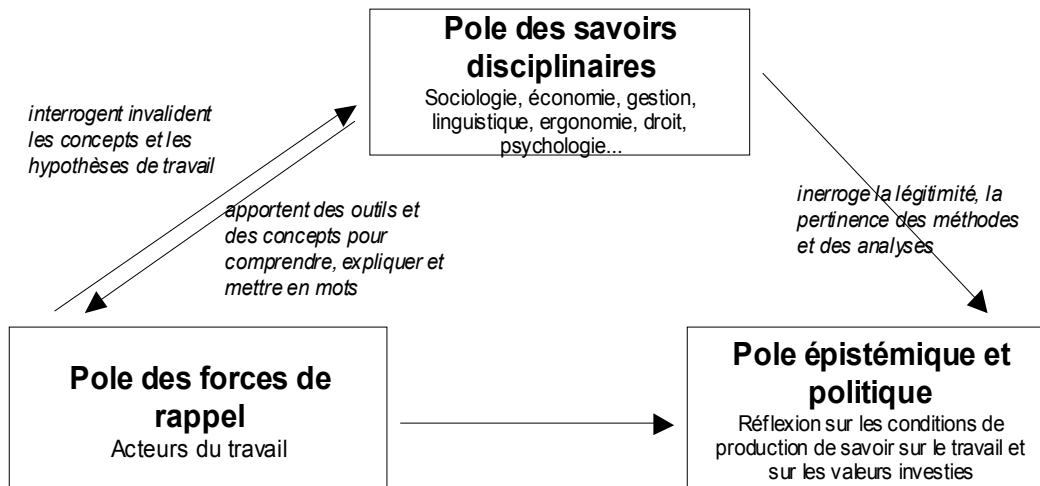 Pole des savoirs
disciplinaires
Sociologie, économie, gestion,
linguistique, ergonomie, droit,
psychologie...
interrogent invalident
les concepts et les
hypothèses de travail
apportent des outils et
des concepts pour
comprendre, expliquer et
mettre en mots
inerroge la légitimité, la
pertinence des méthodes
et des analyses
Pole des forces de
rappel
Acteurs du travail
Pole épistémique et
politique
Réflexion sur les conditions de
production de savoir sur le travail et
sur les valeurs investies